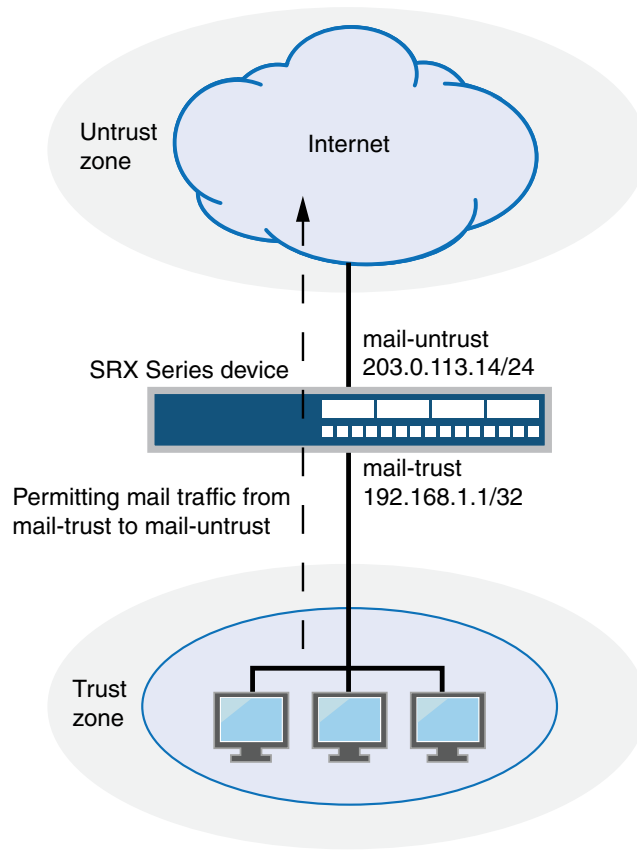 Untrust
zone
Internet
mail-untrust
203.0.113.14/24
SRX Series device
mail-trust
192.168.1.1/32
Permitting mail traffic from
mail-trust to mail-untrust
Trust
zone